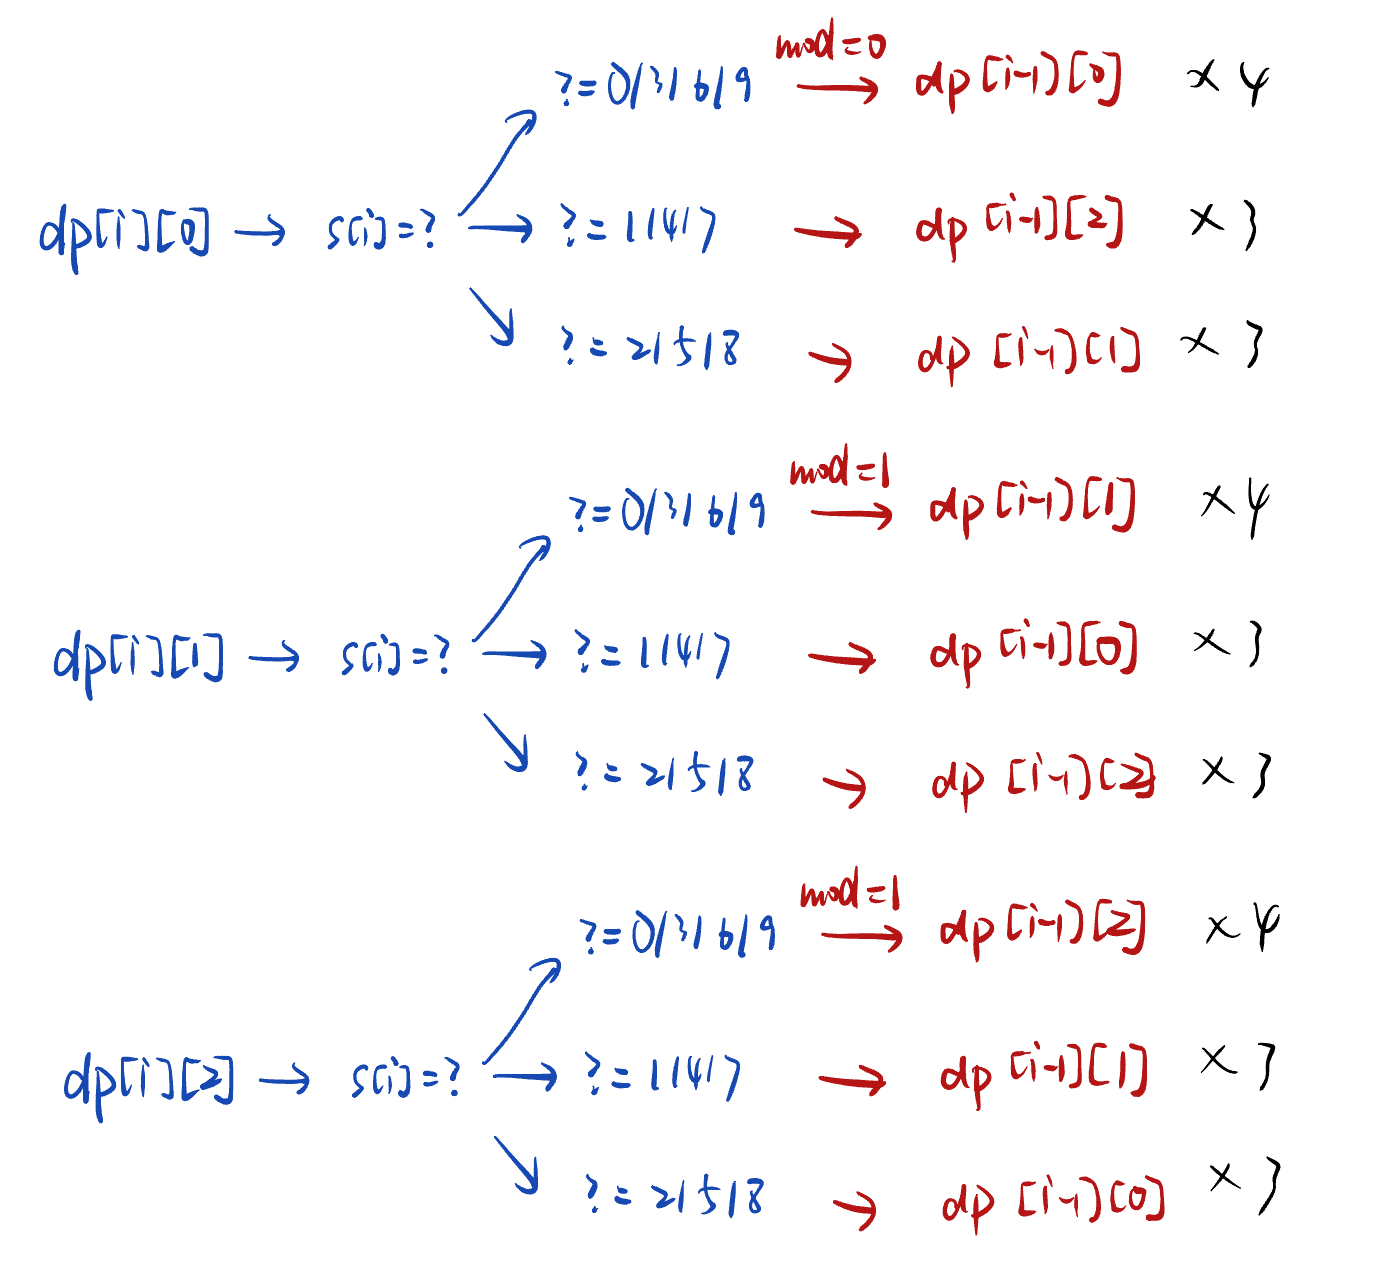 mod=0
?=0/3/6/9 → dp[i-1][0] ×4
dp[i][0] → s[i]=? → ?=1/4/7 → dp[i-1][2] ×3
?=2/5/8 → dp[i-1][1] ×3
mod=1
?=0/3/6/9 → dp[i-1][1] ×4
dp[i][1] → s[i]=? → ?=1/4/7 → dp[i-1][0] ×3
?=2/5/8 → dp[i-1][2] ×3
mod=1
?=0/3/6/9 → dp[i-1][2] ×4
dp[i][2] → s[i]=? → ?=1/4/7 → dp[i-1][1] ×3
?=2/5/8 → dp[i-1][0] ×3